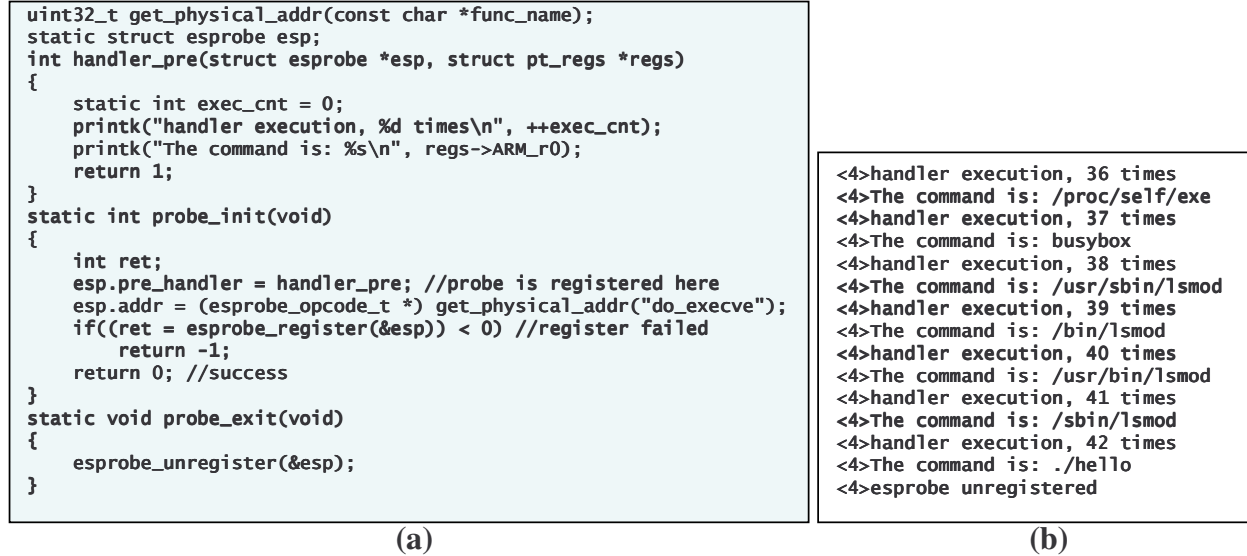 uint32_t get_physical_addr(const char *func_name);
static struct esprobe esp;
int handler_pre(struct esprobe *esp, struct pt_regs *regs)
{
    static int exec_cnt = 0;
    printk("handler execution, %d times\n", ++exec_cnt);
    printk("The command is: %s\n", regs->ARM_r0);
    return 1;
}
static int probe_init(void)
{
    int ret;
    esp.pre_handler = handler_pre; //probe is registered here
    esp.addr = (esprobe_opcode_t *) get_physical_addr("do_execve");
    if((ret = esprobe_register(&esp)) < 0) //register failed
        return -1;
    return 0; //success
}
static void probe_exit(void)
{
    esprobe_unregister(&esp);
}
(a)
<4>handler execution, 36 times
<4>The command is: /proc/self/exe
<4>handler execution, 37 times
<4>The command is: busybox
<4>handler execution, 38 times
<4>The command is: /usr/sbin/lsmod
<4>handler execution, 39 times
<4>The command is: /bin/lsmod
<4>handler execution, 40 times
<4>The command is: /usr/bin/lsmod
<4>handler execution, 41 times
<4>The command is: /sbin/lsmod
<4>handler execution, 42 times
<4>The command is: ./hello
<4>esprobe unregistered
(b)